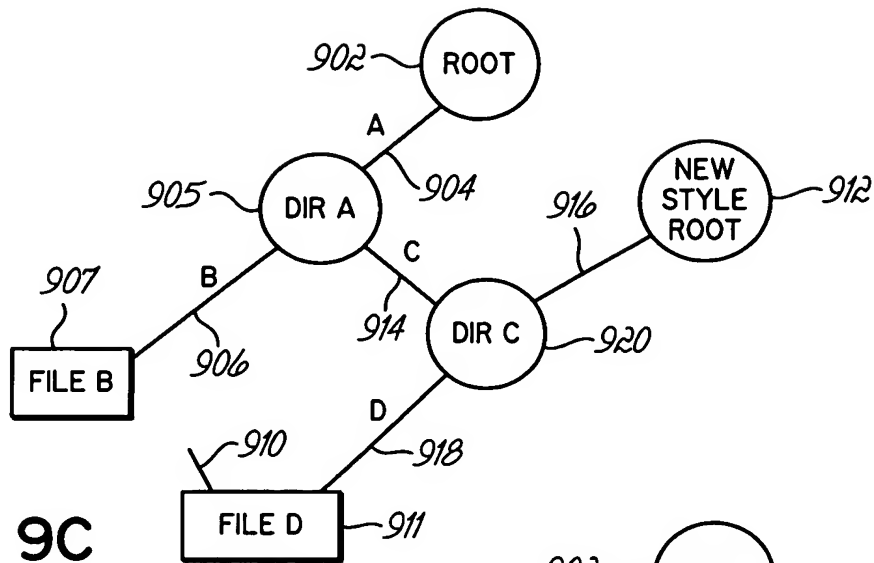 902
ROOT
A
904
905
DIR A
NEW
STYLE
ROOT
912
916
C
B
914
907
906
DIR C
920
FILE B
D
918
910
9C
FILE D
911